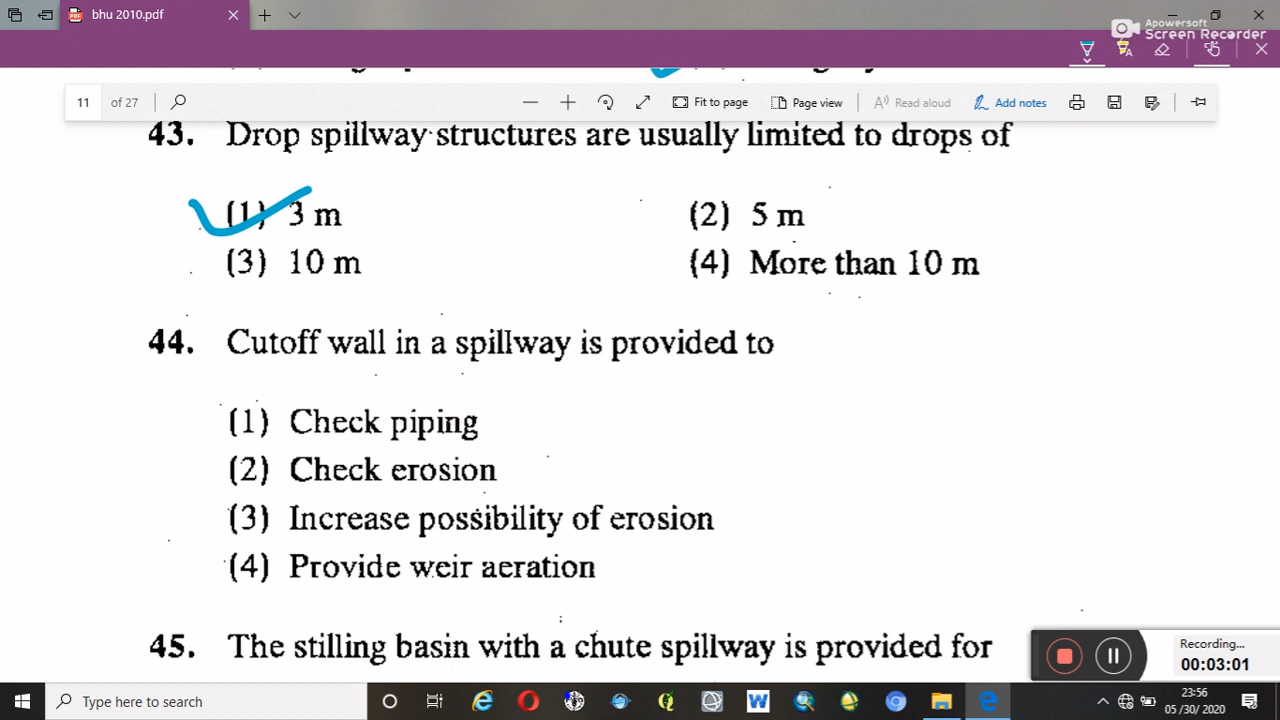 bhu 2010.pdf
Apowersoft
Screen Recorder
11 of 27
Fit to page
Page view
Read aloud
Add notes
43. Drop spillway structures are usually limited to drops of
(1) 3 m
(2) 5 m
(3) 10 m
(4) More than 10 m
44. Cutoff wall in a spillway is provided to
(1) Check piping
(2) Check erosion
(3) Increase possibility of erosion
(4) Provide weir aeration
45. The stilling basin with a chute spillway is provided for
Recording...
00:03:01
Type here to search
23:56
05/30/2020